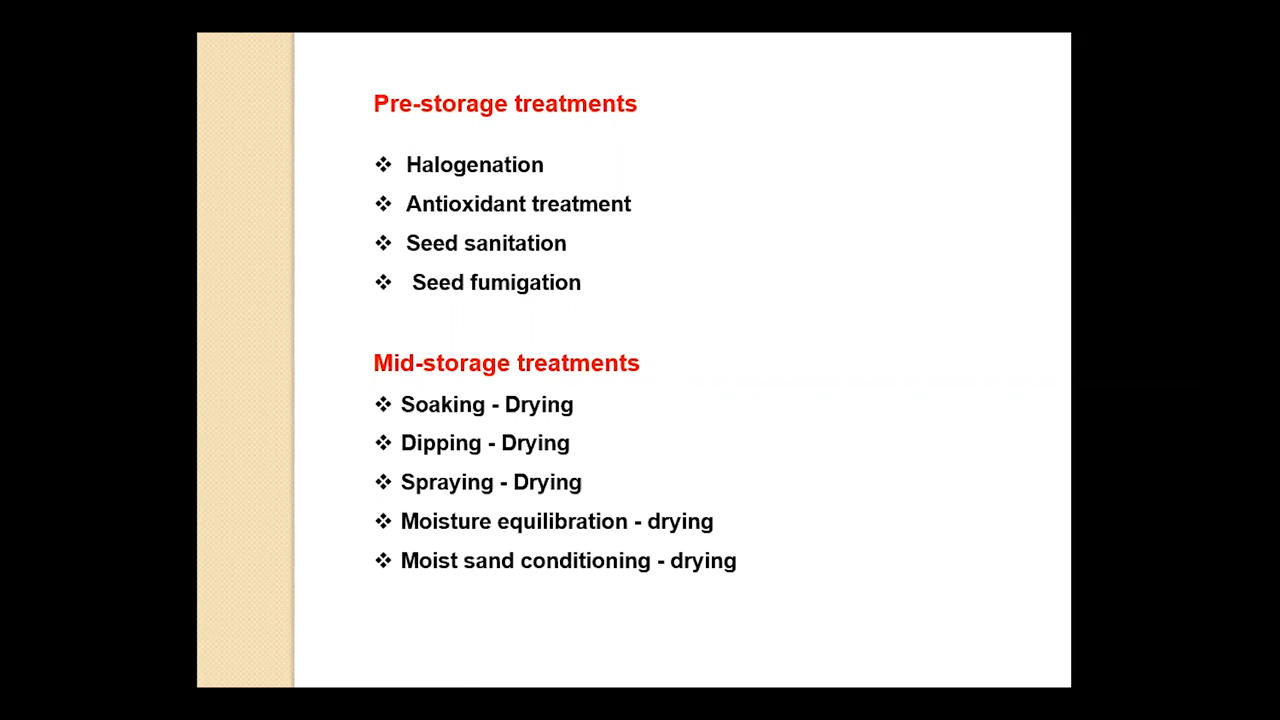 Pre-storage treatments
❖ Halogenation
❖ Antioxidant treatment
❖ Seed sanitation
❖ Seed fumigation
Mid-storage treatments
❖ Soaking - Drying
❖ Dipping - Drying
❖ Spraying - Drying
❖ Moisture equilibration - drying
❖ Moist sand conditioning - drying